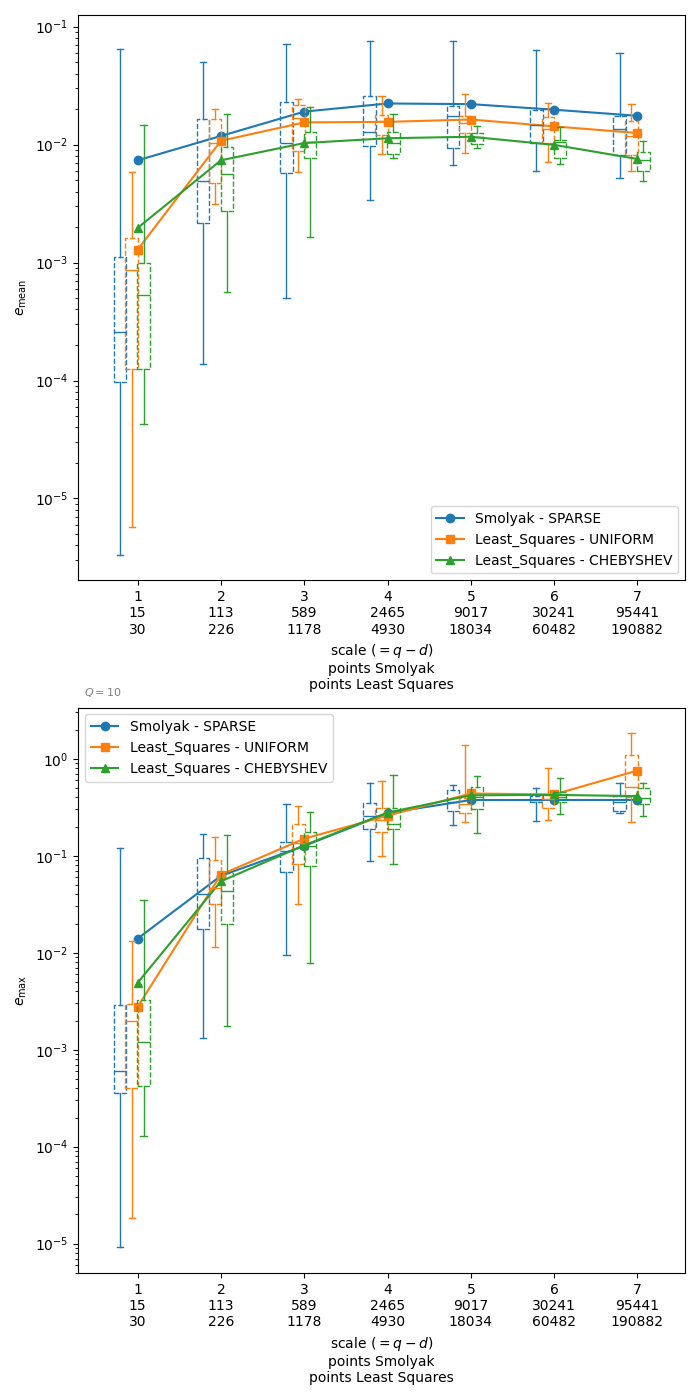 10⁻¹
10⁻²
10⁻³
10⁻⁴
10⁻⁵
e_mean
Smolyak - SPARSE
Least_Squares - UNIFORM
Least_Squares - CHEBYSHEV
1 2 3 4 5 6 7
15 113 589 2465 9017 30241 95441
30 226 1178 4930 18034 60482 190882
scale (= q − d)
points Smolyak
points Least Squares
Q = 10
Smolyak - SPARSE
Least_Squares - UNIFORM
Least_Squares - CHEBYSHEV
10⁰
10⁻¹
10⁻²
10⁻³
10⁻⁴
10⁻⁵
e_max
1 2 3 4 5 6 7
15 113 589 2465 9017 30241 95441
30 226 1178 4930 18034 60482 190882
scale (= q − d)
points Smolyak
points Least Squares